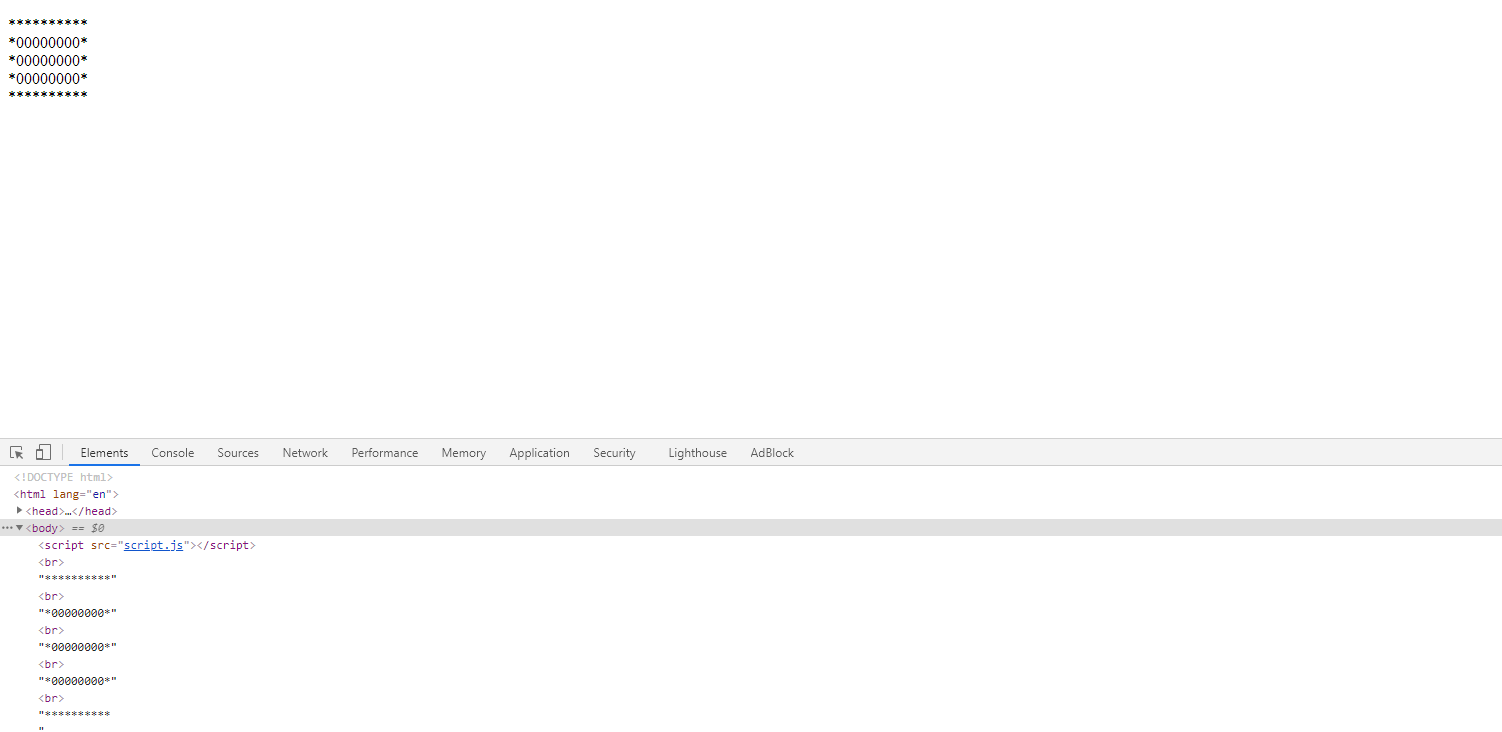 **********
*00000000*
*00000000*
*00000000*
**********
Elements Console Sources Network Performance Memory Application Security Lighthouse AdBlock
<!DOCTYPE html>
<html lang="en">
<head>…</head>
<body> == $0
<script src="script.js"></script>
<br>
"**********"
<br>
"*00000000*"
<br>
"*00000000*"
<br>
"*00000000*"
<br>
"**********
"